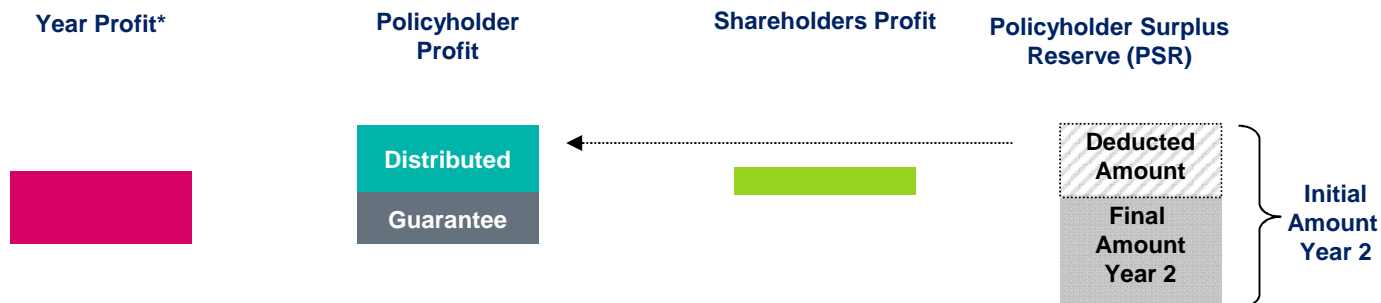 Year Profit*
Policyholder
Profit
Shareholders Profit
Policyholder Surplus
Reserve (PSR)
Distributed
Guarantee
Deducted
Amount
Final
Amount
Year 2
Initial
Amount
Year 2